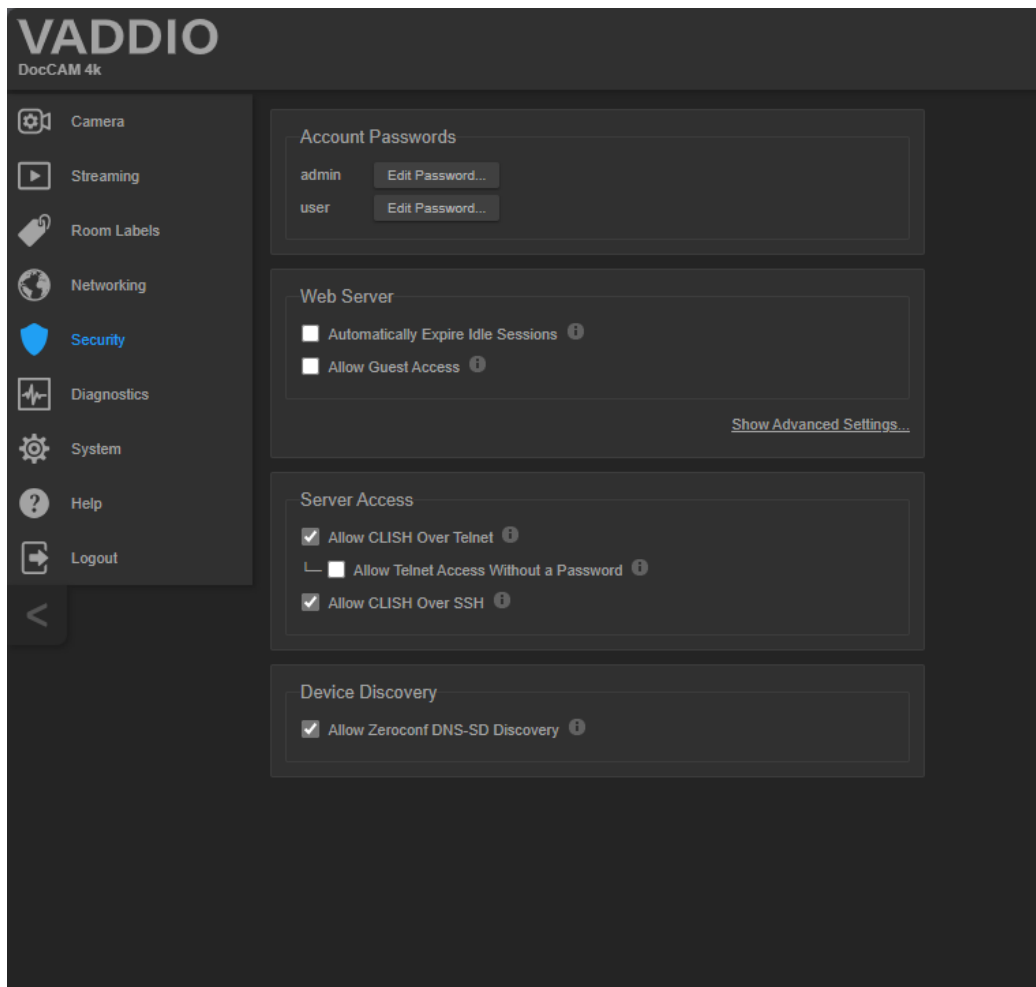 VADDIO
DocCAM 4k
Camera
Streaming
Room Labels
Networking
Security
Diagnostics
System
Help
Logout
<
Account Passwords
admin Edit Password...
user Edit Password...
Web Server
Automatically Expire Idle Sessions
Allow Guest Access
Show Advanced Settings...
Server Access
Allow CLISH Over Telnet
Allow Telnet Access Without a Password
Allow CLISH Over SSH
Device Discovery
Allow Zeroconf DNS-SD Discovery